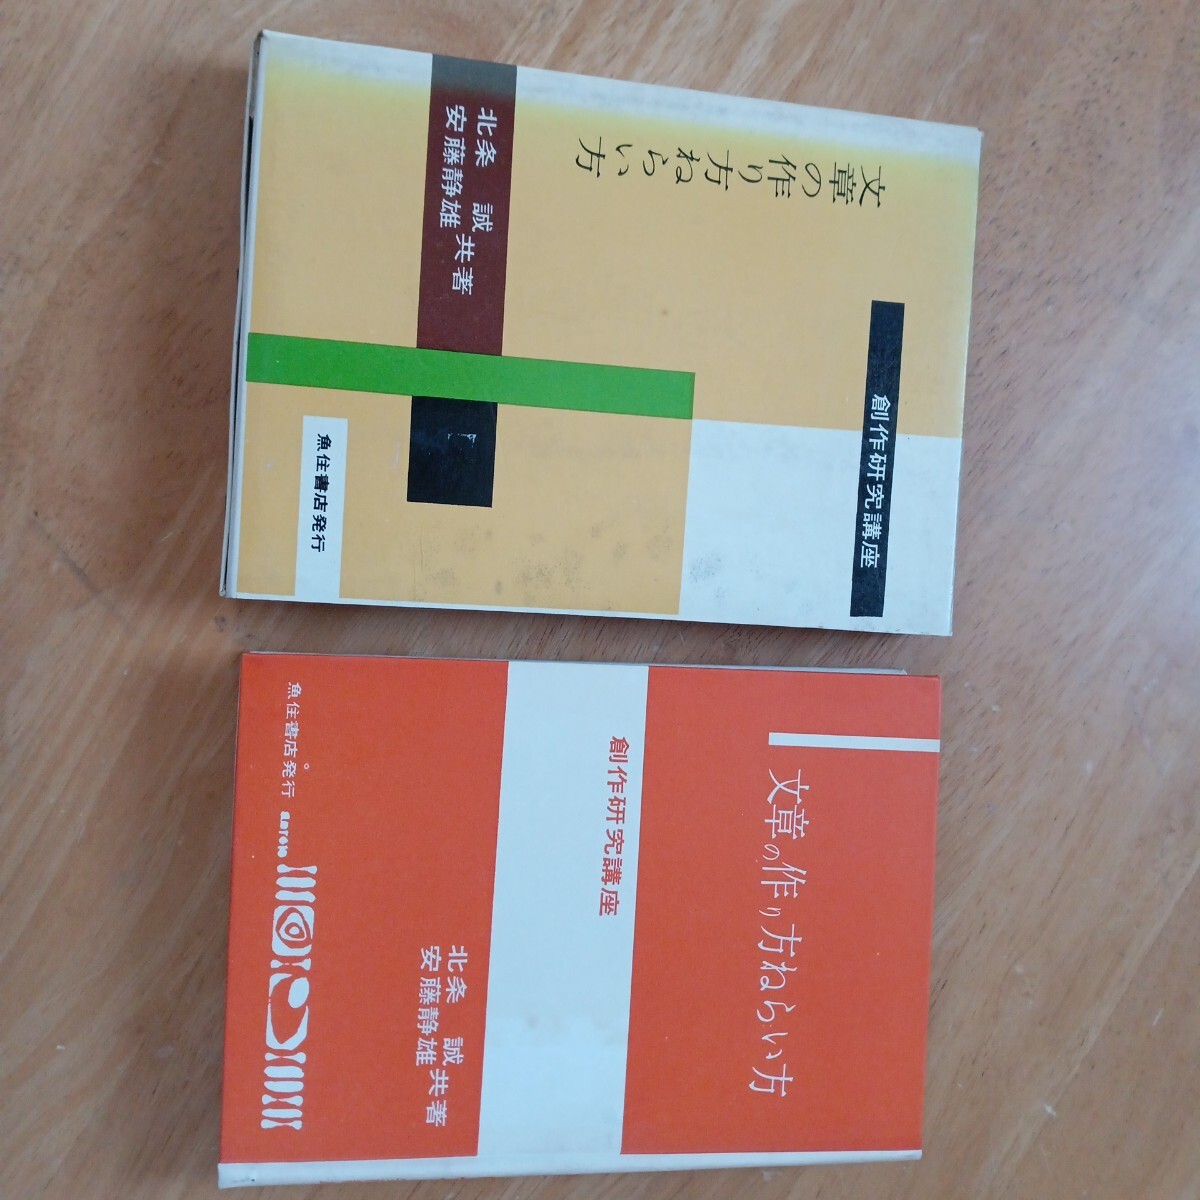 文章の
作り方
ねらい方
創作研究講座
北条 誠
安藤静雄
共著
魚住書店発行
文章の作り方ねらい方
創作研究講座
北条 誠
安藤静雄
共著
魚住書店発行